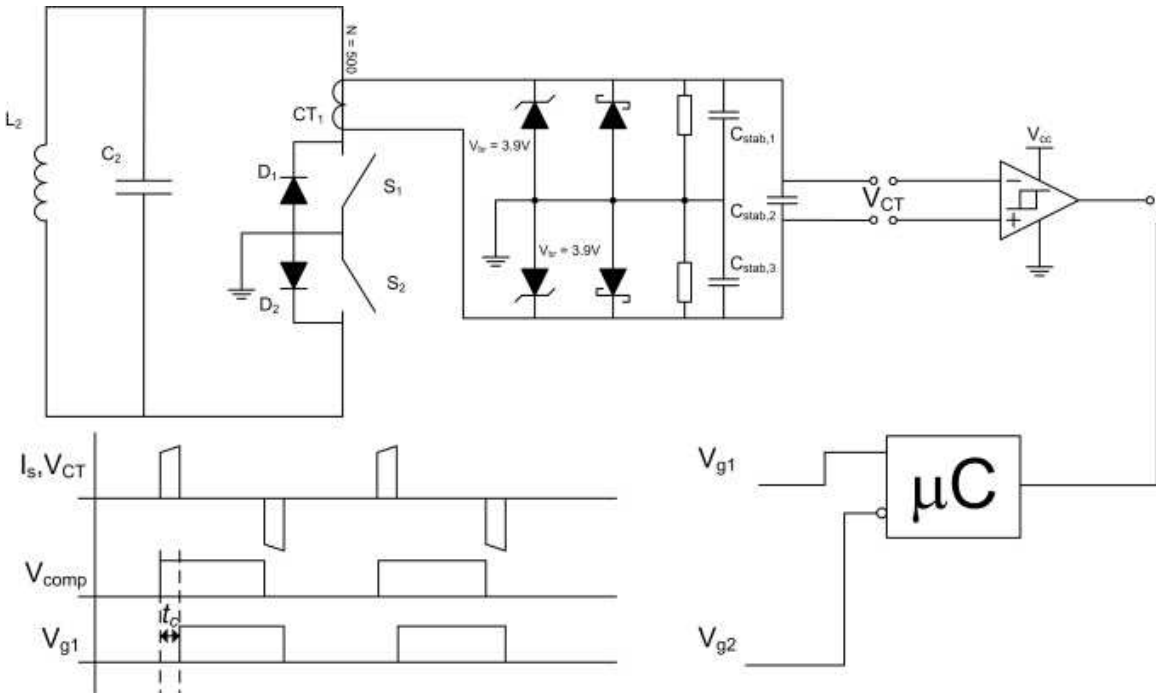 N = 500
L2
C2
CT1
D1
S1
S2
D2
Vbr = 3.9V
Vbr = 3.9V
Cstab,1
Cstab,2
Cstab,3
VCT
Vcc
−
+
Is,VCT
Vcomp
tc
Vg1
Vg1
μC
Vg2